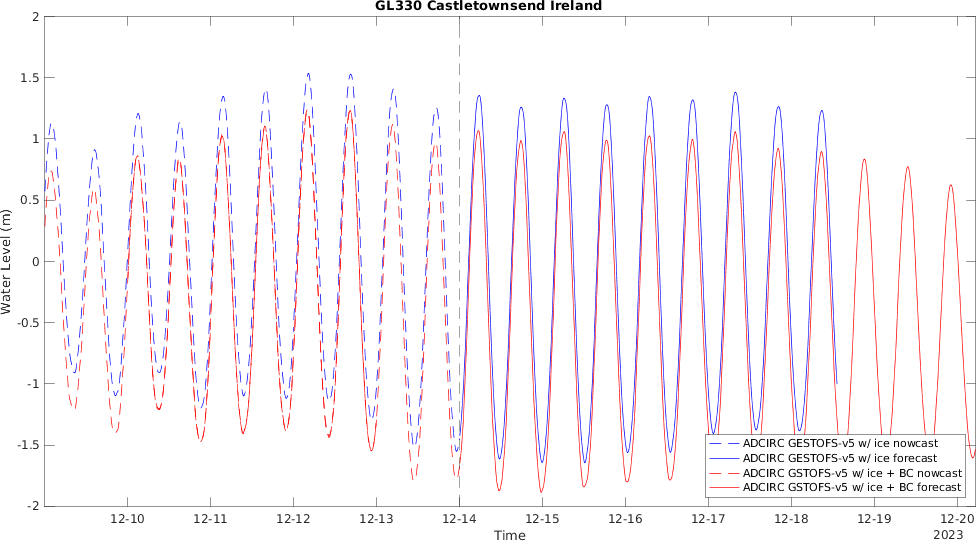 GL330 Castletownsend Ireland
2
1.5
1
0.5
0
-0.5
-1
-1.5
-2
Water Level (m)
ADCIRC GESTOFS-v5 w/ ice nowcast
ADCIRC GESTOFS-v5 w/ ice forecast
ADCIRC GSTOFS-v5 w/ ice + BC nowcast
ADCIRC GSTOFS-v5 w/ ice + BC forecast
12-10 12-11 12-12 12-13 12-14 12-15 12-16 12-17 12-18 12-19 12-20
Time 2023